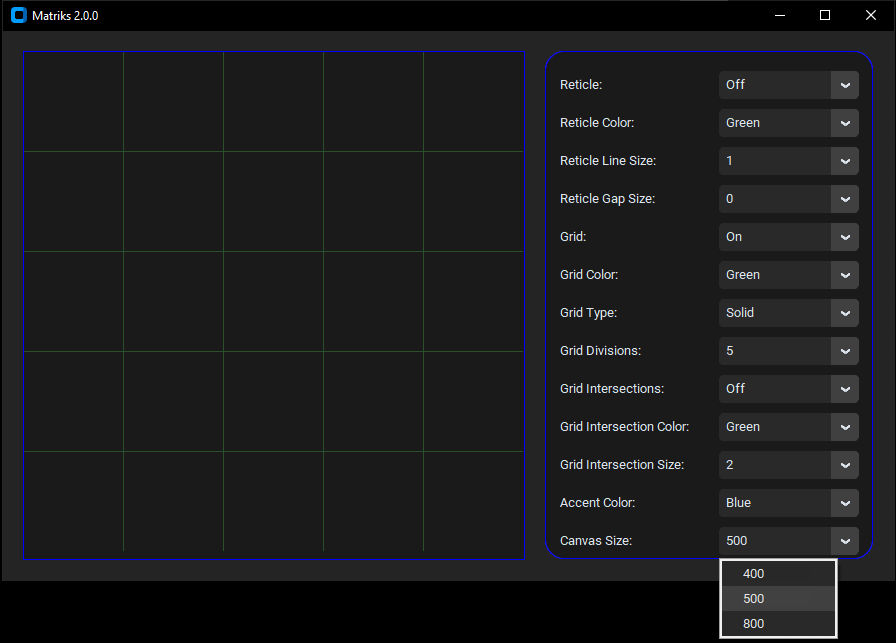 Matriks 2.0.0
Reticle: Off
Reticle Color: Green
Reticle Line Size: 1
Reticle Gap Size: 0
Grid: On
Grid Color: Green
Grid Type: Solid
Grid Divisions: 5
Grid Intersections: Off
Grid Intersection Color: Green
Grid Intersection Size: 2
Accent Color: Blue
Canvas Size: 500
400
500
800